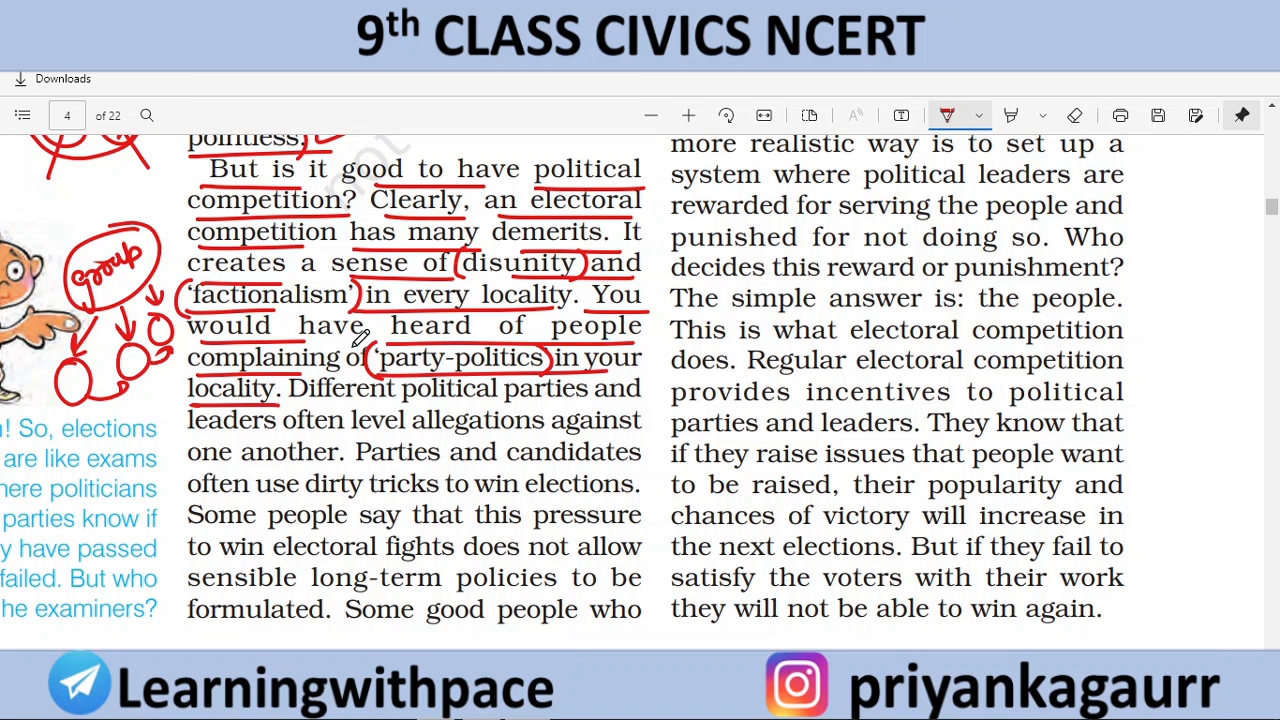 9th CLASS CIVICS NCERT
Downloads
4 of 22
pointless.
not
But is it good to have political
competition? Clearly, an electoral
competition has many demerits. It
creates a sense of disunity and
‘factionalism’ in every locality. You
would have heard of people
complaining of ‘party-politics’ in your
locality. Different political parties and
leaders often level allegations against
one another. Parties and candidates
often use dirty tricks to win elections.
Some people say that this pressure
to win electoral fights does not allow
sensible long-term policies to be
formulated. Some good people who
group
! So, elections
are like exams
here politicians
parties know if
y have passed
failed. But who
he examiners?
more realistic way is to set up a
system where political leaders are
rewarded for serving the people and
punished for not doing so. Who
decides this reward or punishment?
The simple answer is: the people.
This is what electoral competition
does. Regular electoral competition
provides incentives to political
parties and leaders. They know that
if they raise issues that people want
to be raised, their popularity and
chances of victory will increase in
the next elections. But if they fail to
satisfy the voters with their work
they will not be able to win again.
Learningwithpace
priyankagaurr